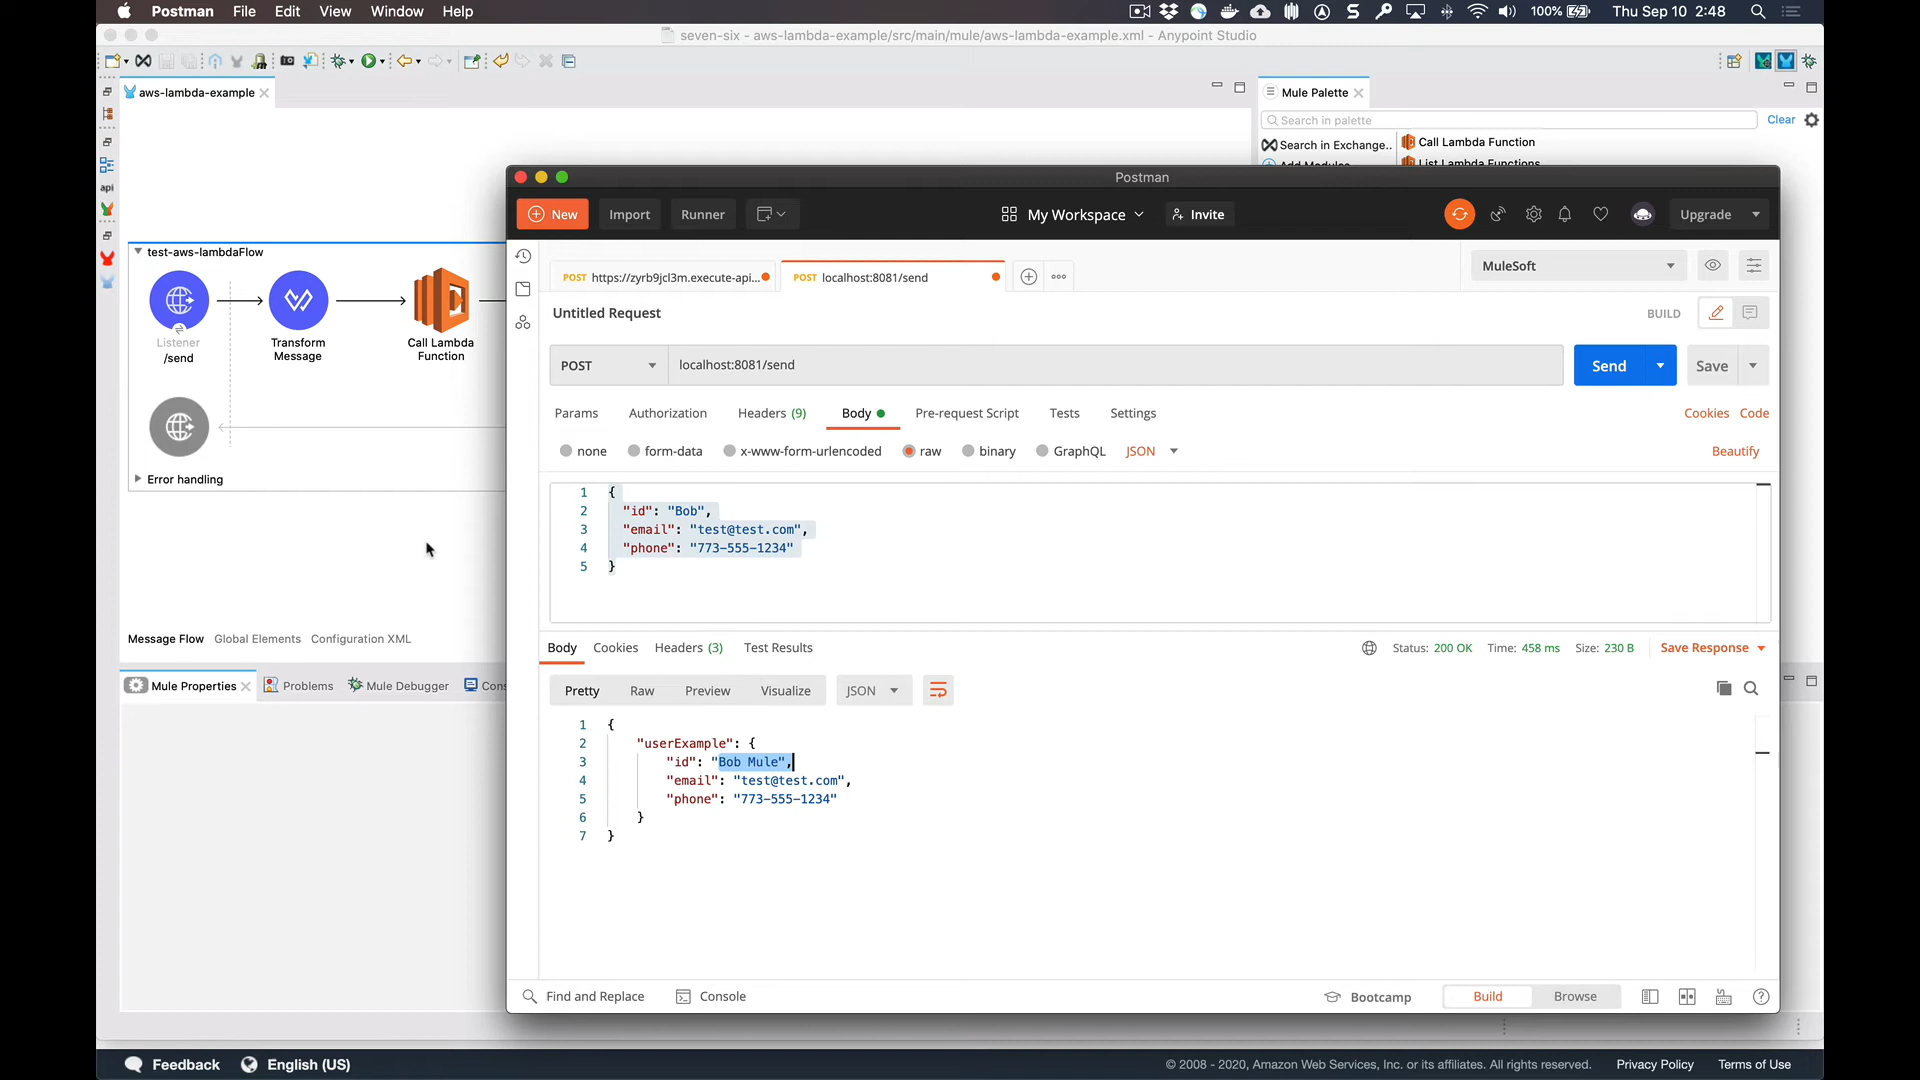 Postman File Edit View Window Help
100% Thu Sep 10 2:48
seven-six - aws-lambda-example/src/main/mule/aws-lambda-example.xml - Anypoint Studio
aws-lambda-example
Mule Palette
Search in palette
Clear
Search in Exchange..
Call Lambda Function
Add Modules
List Lambda Functions
api
test-aws-lambdaFlow
Listener
/send
Transform
Message
Call Lambda
Function
Error handling
Message Flow Global Elements Configuration XML
Mule Properties Problems Mule Debugger Cons
Postman
New Import Runner
My Workspace
Invite
Upgrade
POST https://zyrb9jcl3m.execute-api...
POST localhost:8081/send
MuleSoft
Untitled Request
BUILD
POST localhost:8081/send
Send Save
Params Authorization Headers (9) Body Pre-request Script Tests Settings
Cookies Code
none form-data x-www-form-urlencoded raw binary GraphQL JSON
Beautify
1 {
2 "id": "Bob",
3 "email": "test@test.com",
4 "phone": "773-555-1234"
5 }
Body Cookies Headers (3) Test Results
Status: 200 OK Time: 458 ms Size: 230 B
Save Response
Pretty Raw Preview Visualize JSON
1 {
2 "userExample": {
3 "id": "Bob Mule",
4 "email": "test@test.com",
5 "phone": "773-555-1234"
6 }
7 }
Find and Replace Console
Bootcamp Build Browse
Feedback English (US)
© 2008 - 2020, Amazon Web Services, Inc. or its affiliates. All rights reserved. Privacy Policy Terms of Use